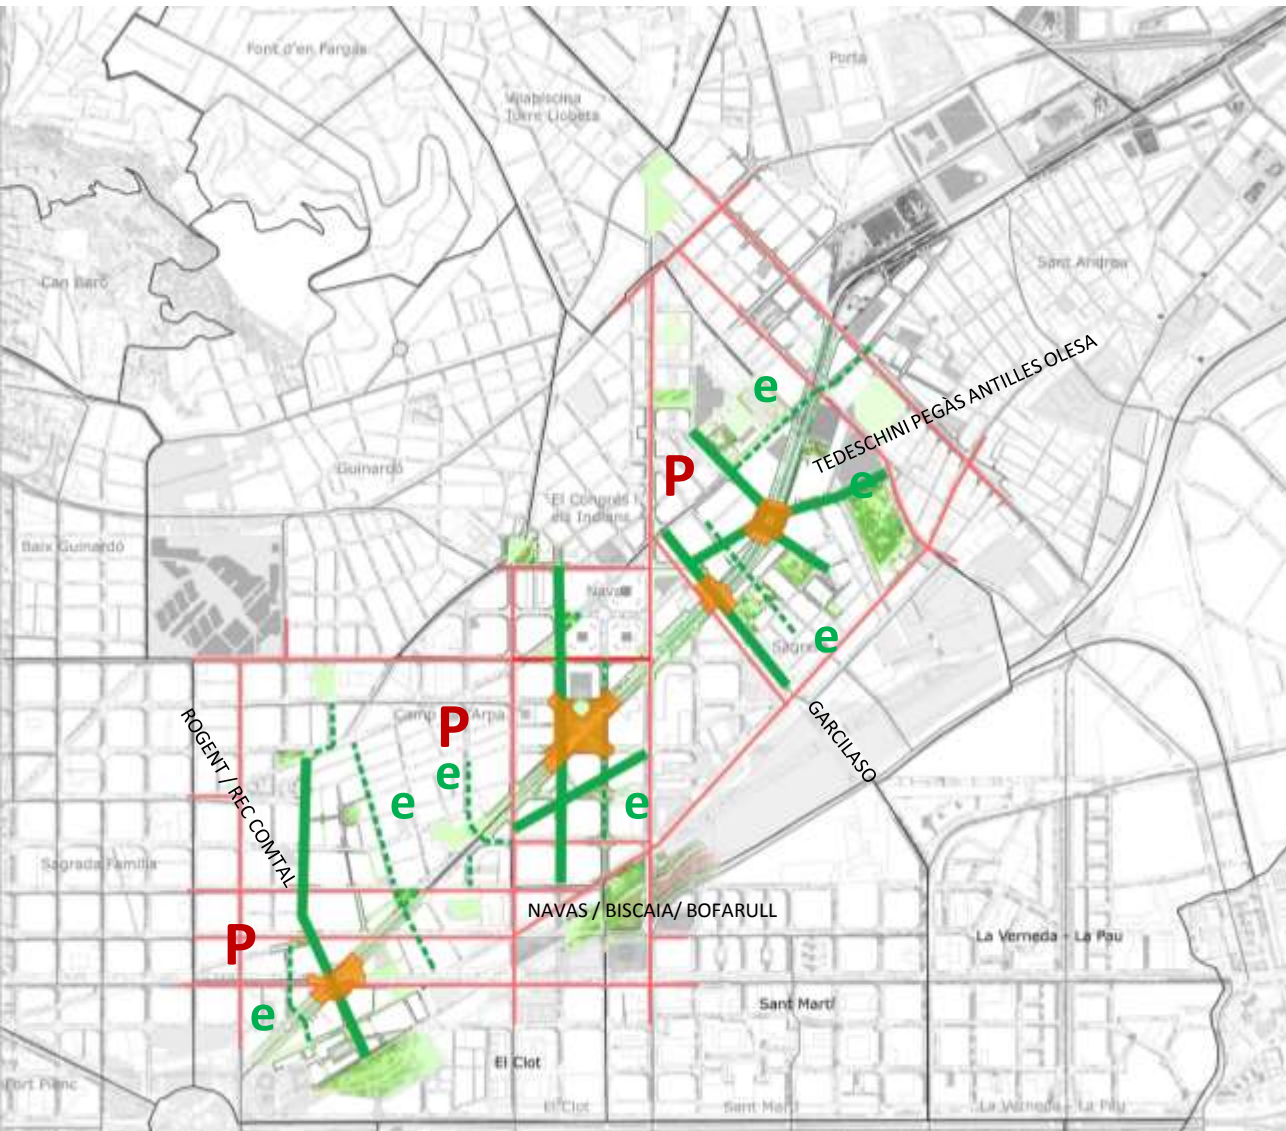 Font d'en Fargas
Porta
Vilapiscina
Torre Llobeta
Sant Andreu
Can Baró
TEDESCHINI PEGÀS ANTILLES OLESA
e
P
Guinardó
e
El Congrés i
els Indians
Baix Guinardó
Navas
e
Sagrera
ROGENT / REC COMTAL
Camp Arpa
P
GARCILASO
e
e
e
Sagrada Família
NAVAS / BISCAIA/ BOFARULL
P
La Verneda - La Pau
e
Sant Martí
El Clot
Fort Pienc
El Clot
Sant Martí
La Verneda - La Pau